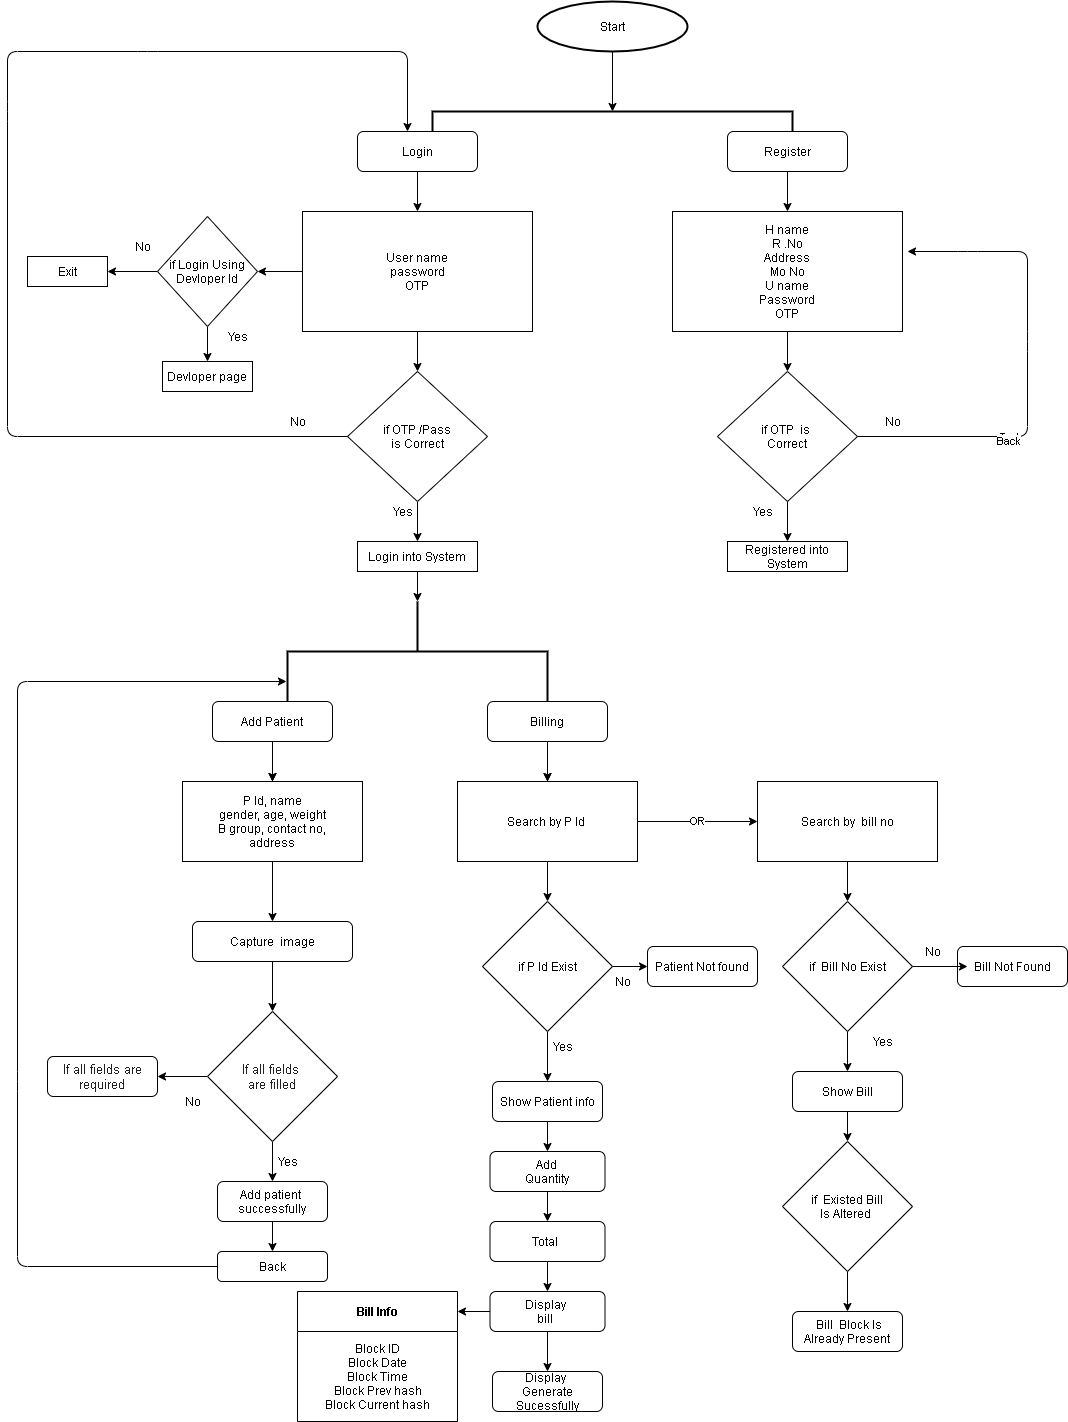 Start
Login
Register
User name
password
OTP
H name
R .No
Address
Mo No
U name
Password
OTP
No
if Login Using
Devloper Id
Exit
Yes
Devloper page
No
if OTP /Pass
is Correct
if OTP  is
Correct
No
Back
Yes
Yes
Login into System
Registered into
System
Add Patient
Billing
P Id, name
gender, age, weight
B group, contact no,
address
Search by P Id
OR
Search by  bill no
Capture  image
if P Id Exist
No
Patient Not found
if  Bill No Exist
No
Bill Not Found
Yes
Yes
If all fields are
required
No
If all fields
are filled
Show Patient info
Show Bill
Yes
Add
Quantity
Add patient
successfully
if  Existed Bill
Is Altered
Total
Back
Bill Info
Display
bill
Bill  Block Is
Already Present
Block ID
Block Date
Block Time
Block Prev hash
Block Current hash
Display
Generate
Sucessfully